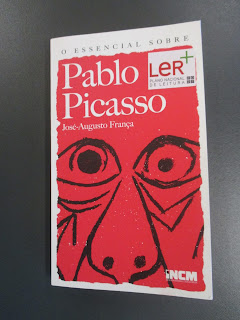 O ESSENCIAL SOBRE
Pablo
Picasso
José-Augusto França
LeR+
PLANO NACIONAL
DE LEITURA
INCM